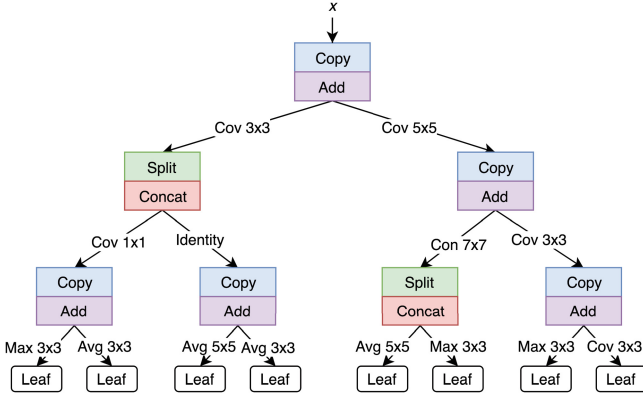 x
Copy
Add
Cov 3x3 Cov 5x5
Split Copy
Concat Add
Cov 1x1 Identity Con 7x7 Cov 3x3
Copy Copy Split Copy
Add Add Concat Add
Max 3x3 Avg 3x3 Avg 5x5 Avg 3x3 Avg 5x5 Max 3x3 Max 3x3 Cov 3x3
Leaf Leaf Leaf Leaf Leaf Leaf Leaf Leaf